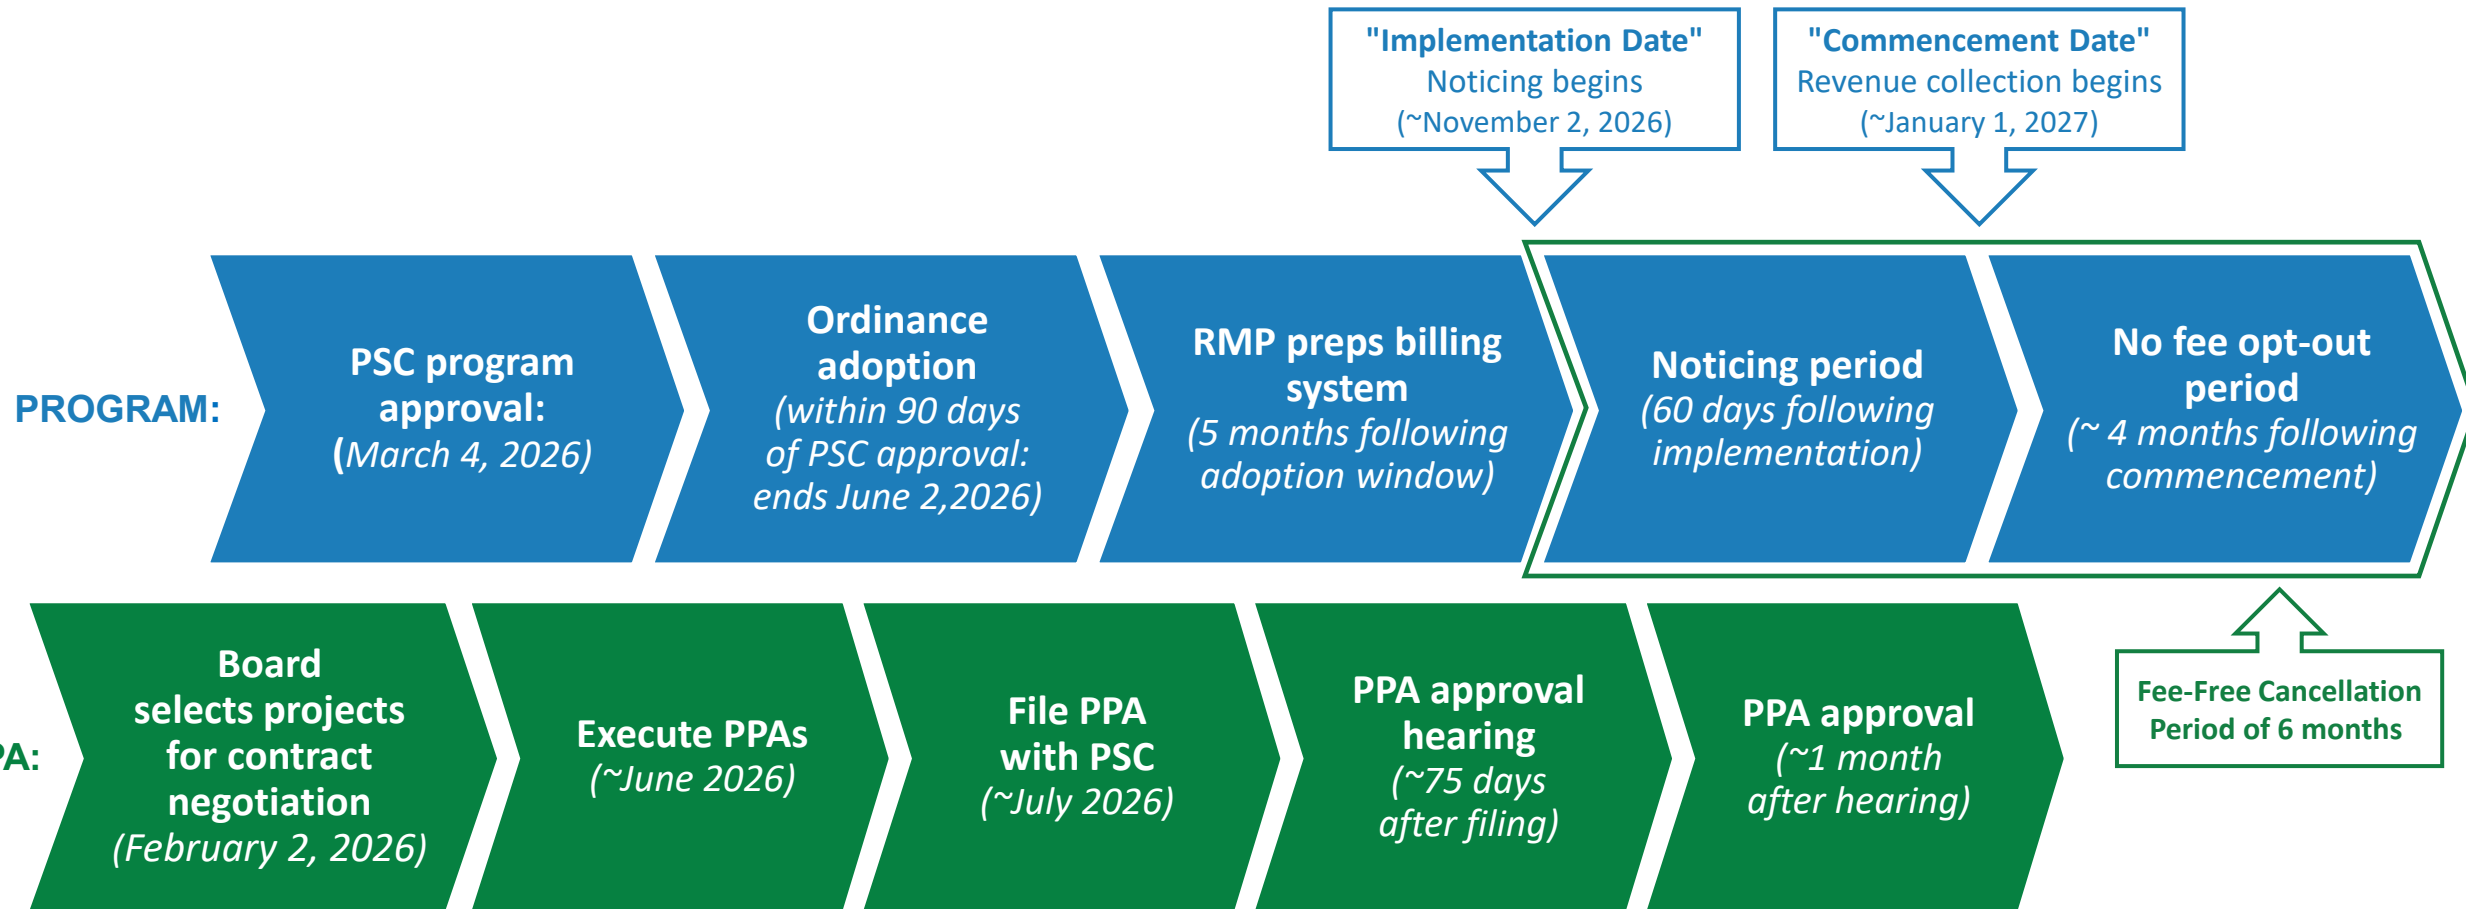 "Implementation Date"
Noticing begins
(~November 2, 2026)
"Commencement Date"
Revenue collection begins
(~January 1, 2027)
PROGRAM:
PSC program
approval:
(March 4, 2026)
Ordinance
adoption
(within 90 days
of PSC approval:
ends June 2,2026)
RMP preps billing
system
(5 months following
adoption window)
Noticing period
(60 days following
implementation)
No fee opt-out
period
(~ 4 months following
commencement)
PA:
Board
selects projects
for contract
negotiation
(February 2, 2026)
Execute PPAs
(~June 2026)
File PPA
with PSC
(~July 2026)
PPA approval
hearing
(~75 days
after filing)
PPA approval
(~1 month
after hearing)
Fee-Free Cancellation
Period of 6 months